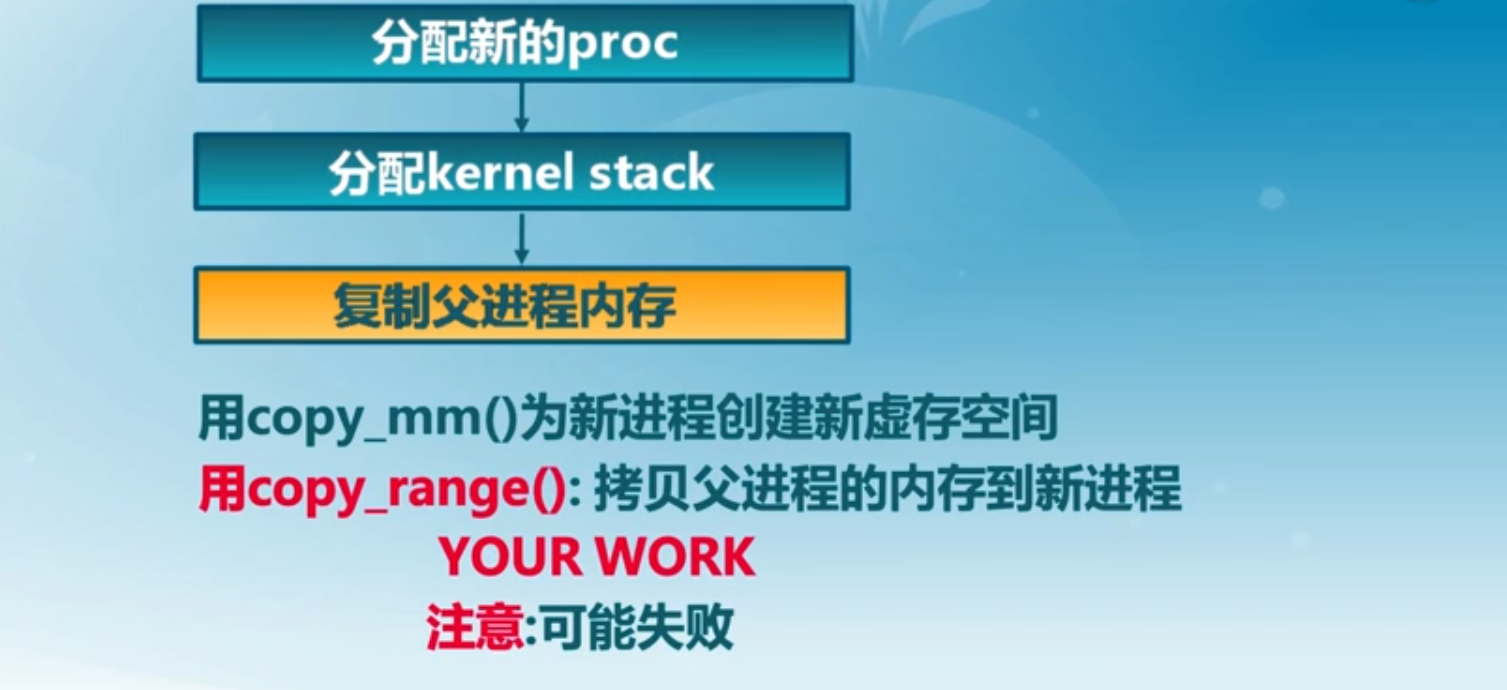 分配新的proc
分配kernel stack
复制父进程内存
用copy_mm()为新进程创建新虚存空间
用copy_range(): 拷贝父进程的内存到新进程
YOUR WORK
注意:可能失败